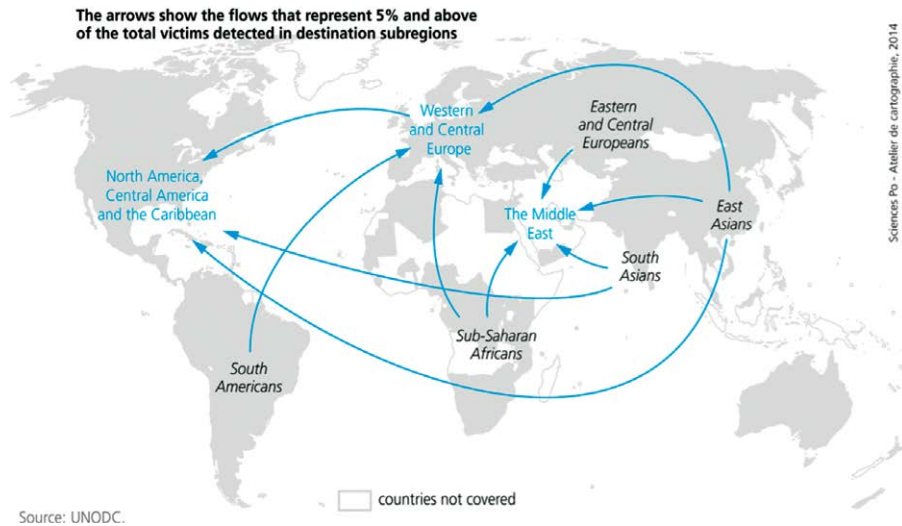 The arrows show the flows that represent 5% and above
of the total victims detected in destination subregions
Western
and Central
Europe
Eastern
and Central
Europeans
North America,
Central America
and the Caribbean
The Middle
East
East
Asians
South
Asians
Sub-Saharan
Africans
South
Americans
countries not covered
Source: UNODC.
Sciences Po - Atelier de cartographie, 2014